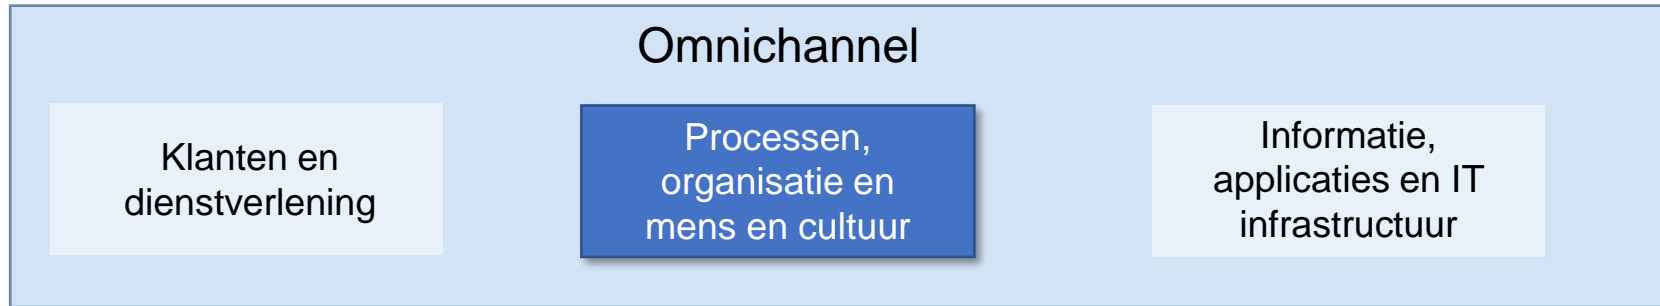 Omnichannel
Klanten en
dienstverlening
Processen,
organisatie en
mens en cultuur
Informatie,
applicaties en IT
infrastructuur